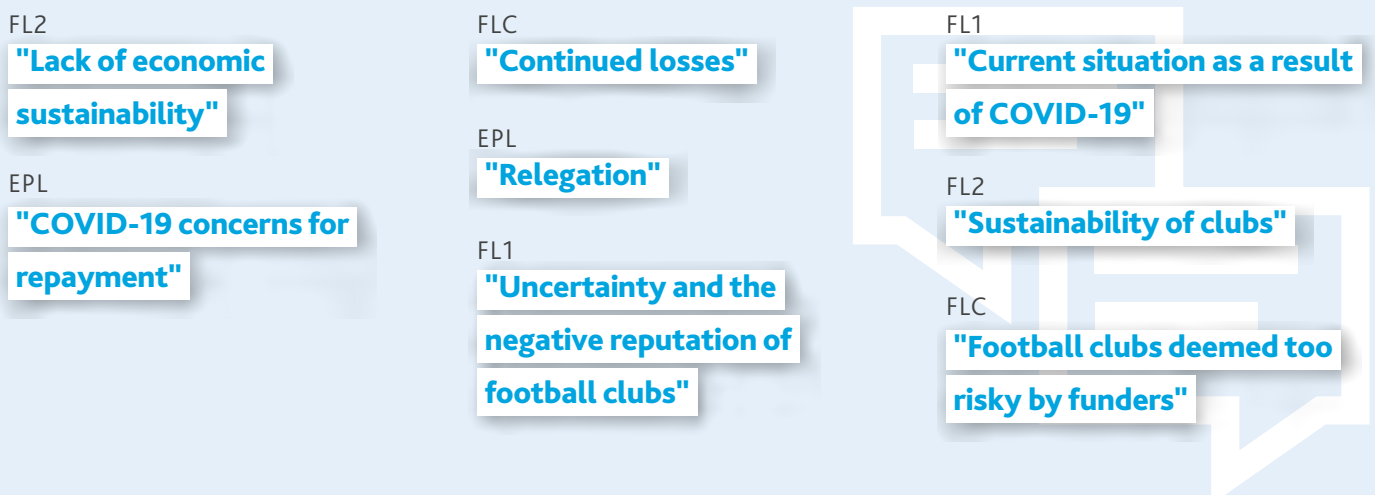 FL2
"Lack of economic
sustainability"
EPL
"COVID-19 concerns for
repayment"
FLC
"Continued losses"
EPL
"Relegation"
FL1
"Uncertainty and the
negative reputation of
football clubs"
FL1
"Current situation as a result
of COVID-19"
FL2
"Sustainability of clubs"
FLC
"Football clubs deemed too
risky by funders"